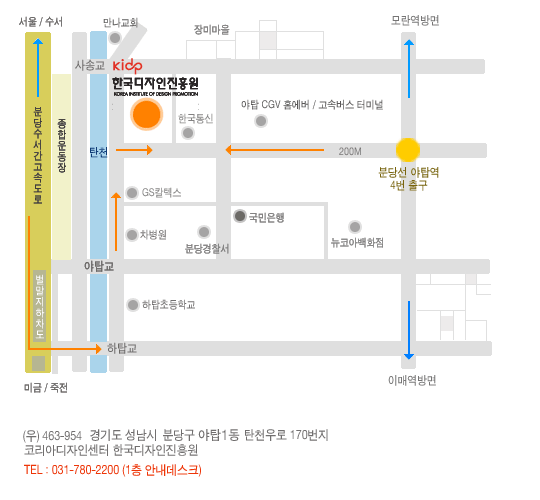 서울 / 수서
만나교회
장미마을
모란역방면
사송교
kidp
한국디자인진흥원
KOREA INSTITUTE OF DESIGN PROMOTION
한국통신
야탑 CGV 홈에버 / 고속버스 터미널
분당수서간고속도로
종합운동장
탄천
200M
분당선 야탑역
4번 출구
GS칼텍스
차병원
분당경찰서
국민은행
뉴코아백화점
야탑교
벌말지하차도
하탑초등학교
하탑교
미금 / 죽전
이매역방면
(우) 463-954 경기도 성남시 분당구 야탑1동 탄천우로 170번지
코리아디자인센터 한국디자인진흥원
TEL : 031-780-2200 (1층 안내데스크)